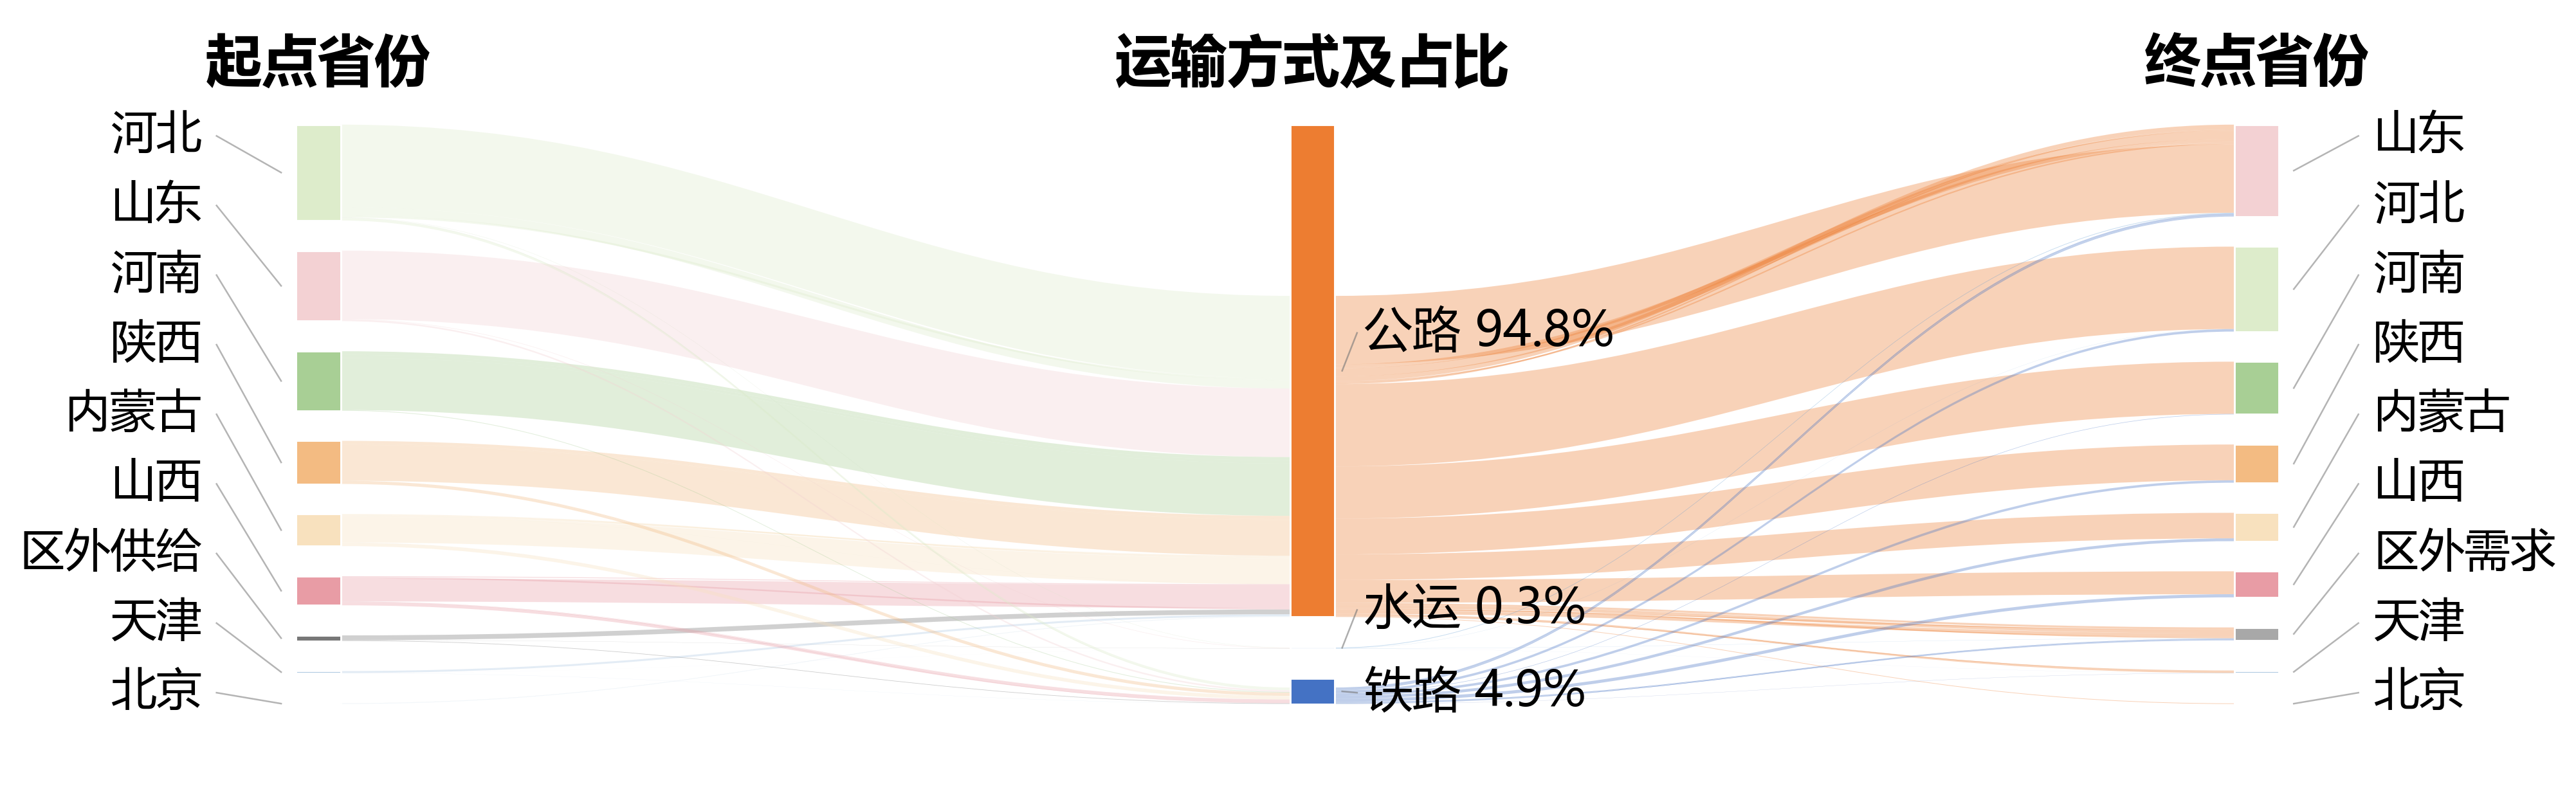 起点省份
运输方式及占比
终点省份
河北
山东
河南
陕西
内蒙古
山西
区外供给
天津
北京
公路 94.8%
水运 0.3%
铁路 4.9%
山东
河北
河南
陕西
内蒙古
山西
区外需求
天津
北京